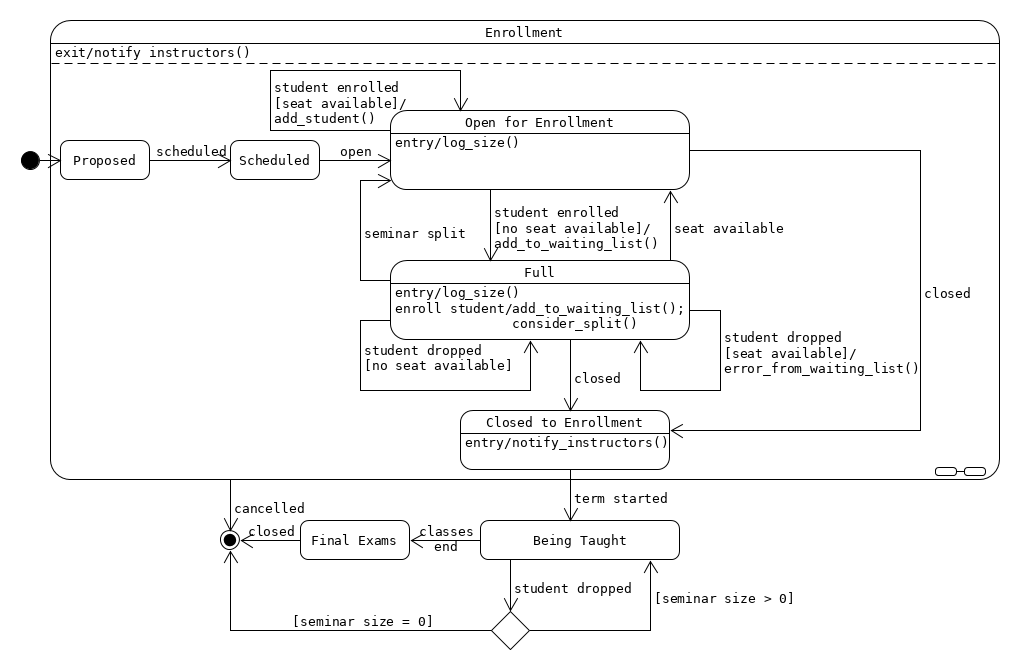 Enrollment
exit/notify instructors()
student enrolled
[seat available]/
add_student()
Open for Enrollment
entry/log_size()
Proposed
scheduled
Scheduled
open
seminar split
student enrolled
[no seat available]/
add_to_waiting_list()
seat available
closed
Full
entry/log_size()
enroll student/add_to_waiting_list();
consider_split()
student dropped
[no seat available]
student dropped
[seat available]/
error_from_waiting_list()
closed
Closed to Enrollment
entry/notify_instructors()
cancelled
term started
closed
Final Exams
classes
end
Being Taught
student dropped
[seminar size > 0]
[seminar size = 0]